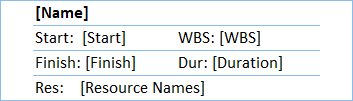 [Name]
Start: [Start] WBS: [WBS]
Finish: [Finish] Dur: [Duration]
Res: [Resource Names]